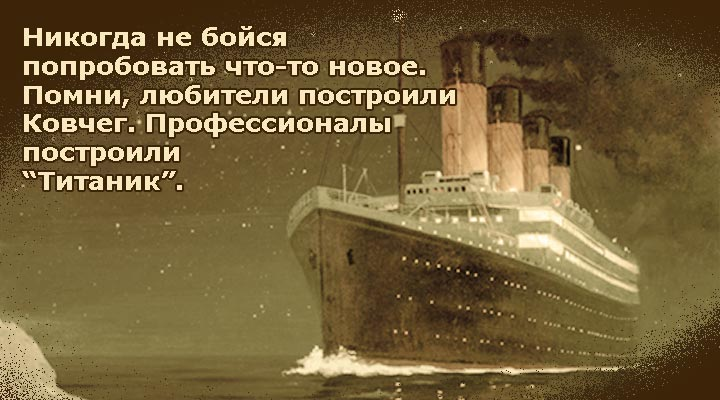 Никогда не бойся
попробовать что-то новое.
Помни, любители построили
Ковчег. Профессионалы
построили
“Титаник”.